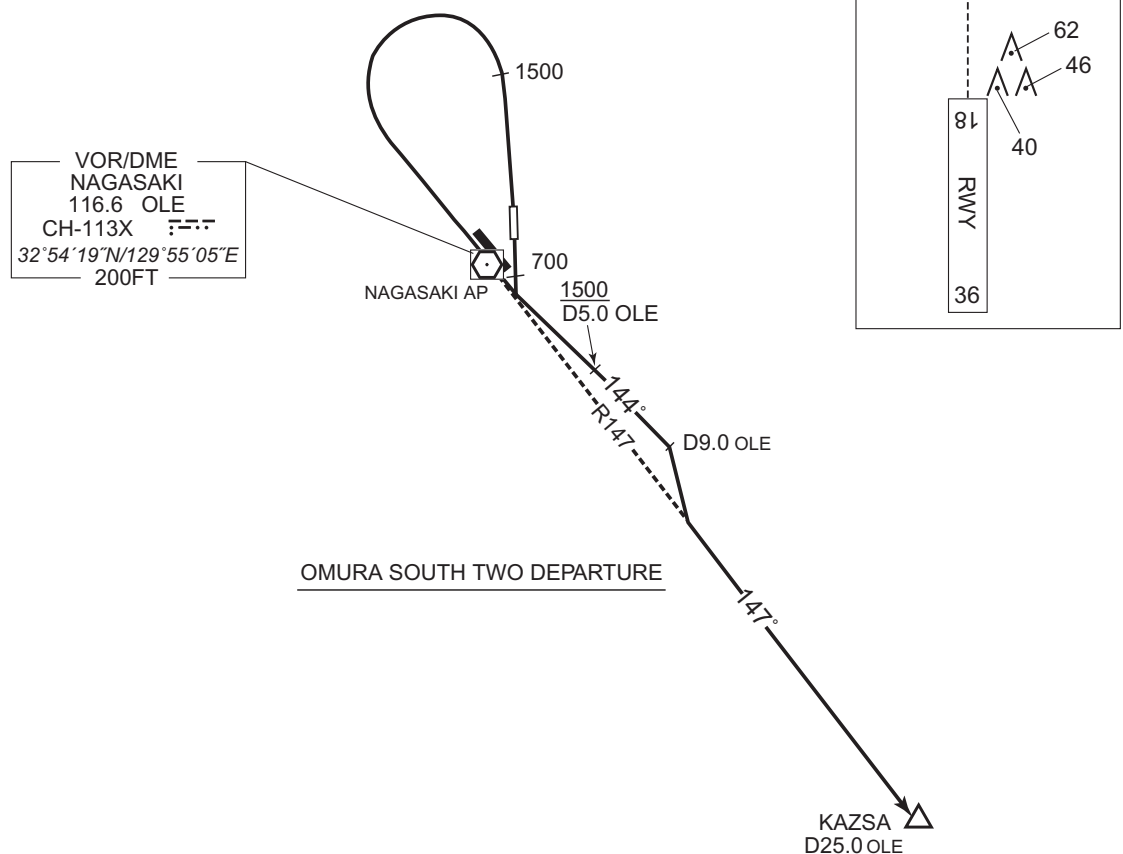 1500
VOR/DME
NAGASAKI
116.6 OLE
CH-113X
32°54´19˝N/129°55´05˝E
200FT
NAGASAKI AP
700
1500
D5.0 OLE
144°
R147
D9.0 OLE
OMURA SOUTH TWO DEPARTURE
147°
KAZSA
D25.0 OLE
62
46
40
18
RWY
36